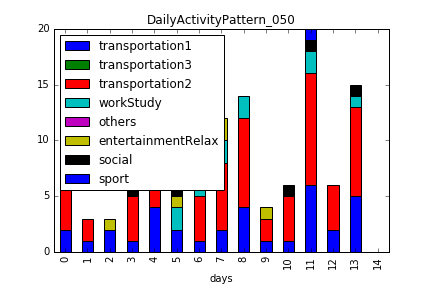 DailyActivityPattern_050
20
15
10
5
0
transportation1
transportation3
transportation2
workStudy
others
entertainmentRelax
social
sport
0 1 2 3 4 5 6 7 8 9 10 11 12 13 14
days